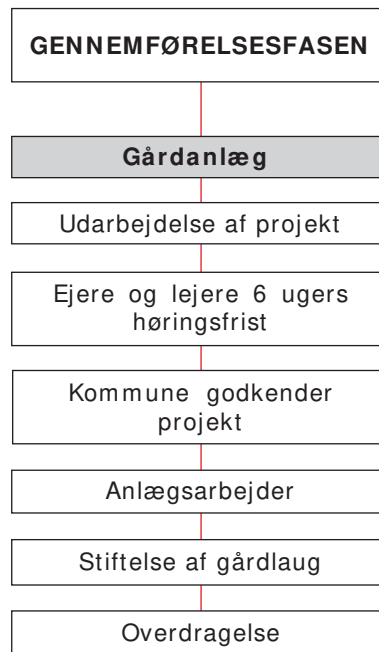 GENNEMFØRELSESFASEN
Gårdanlæg
Udarbejdelse af projekt
Ejere og lejere 6 ugers
høringsfrist
Kommune godkender
projekt
Anlægsarbejder
Stiftelse af gårdlaug
Overdragelse